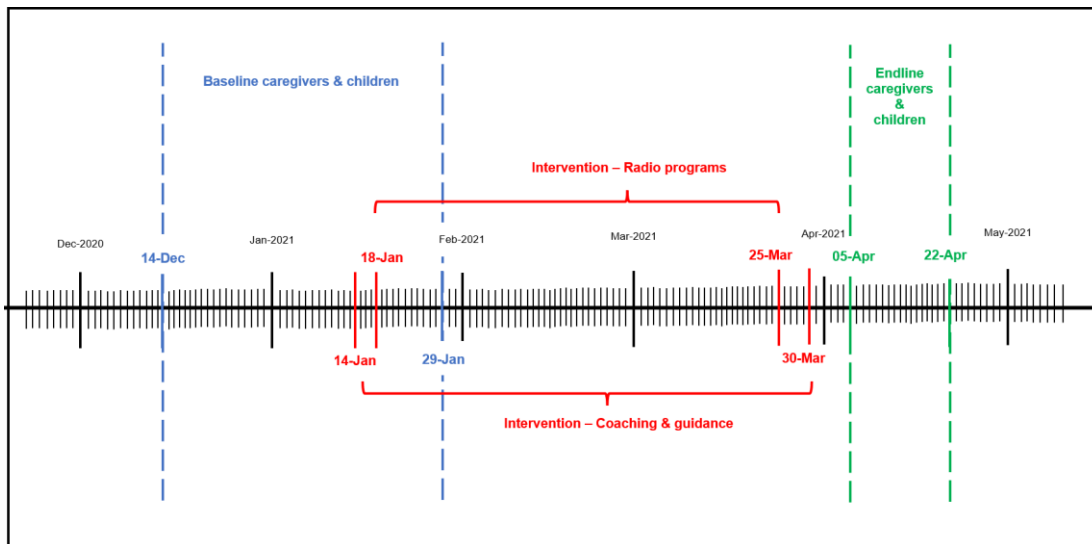 Baseline caregivers & children
Endline
caregivers
&
children
Intervention – Radio programs
Dec-2020
Jan-2021
Feb-2021
Mar-2021
Apr-2021
May-2021
14-Dec
18-Jan
25-Mar
05-Apr
22-Apr
14-Jan
29-Jan
30-Mar
Intervention – Coaching & guidance